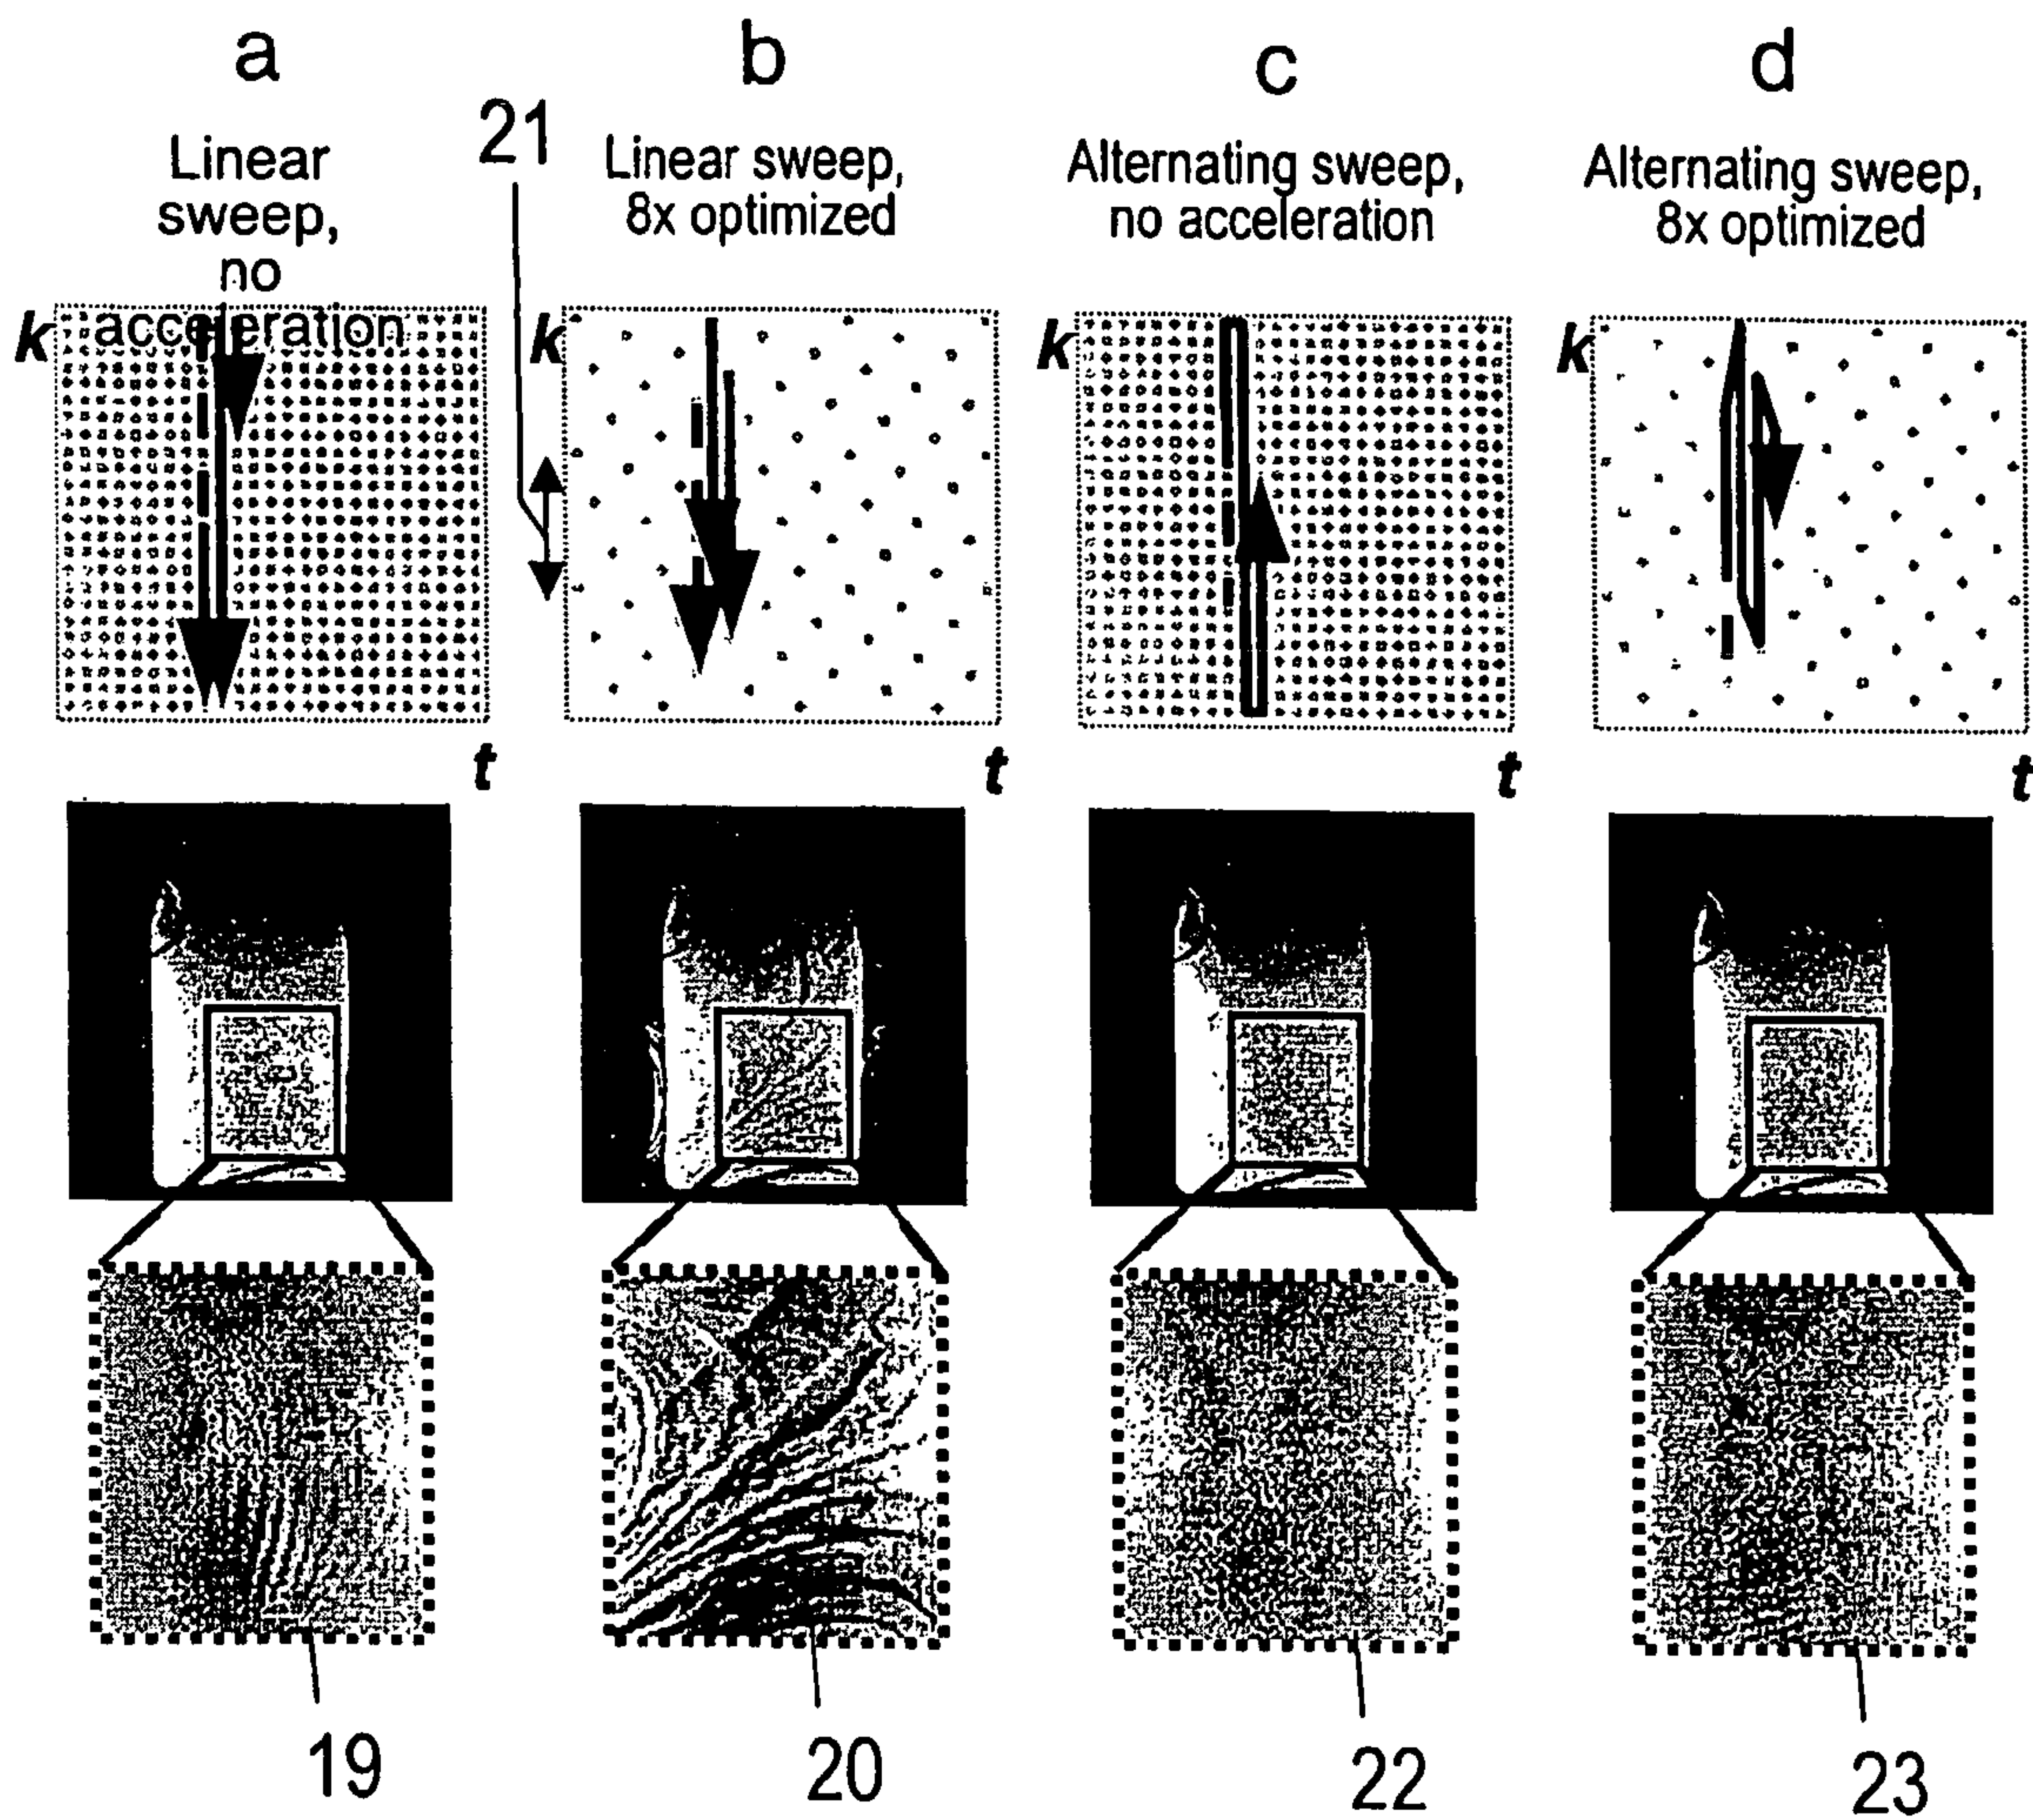 a
b
c
d
21
Linear
sweep,
no
acceleration
Linear sweep,
8x optimized
Alternating sweep,
no acceleration
Alternating sweep,
8x optimized
k
k
k
k
t
t
t
t
19
20
22
23